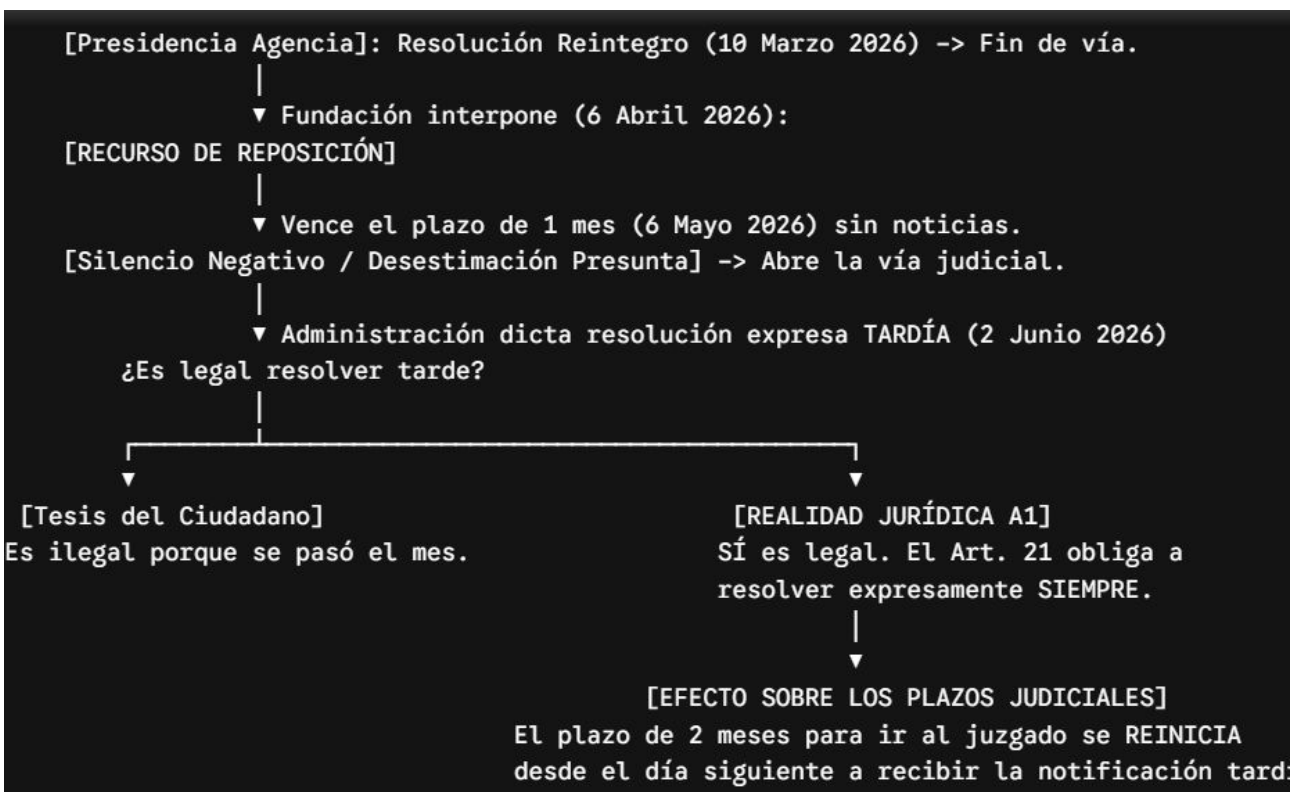 [Presidencia Agencia]: Resolución Reintegro (10 Marzo 2026) -> Fin de vía.
▼ Fundación interpone (6 Abril 2026):
[RECURSO DE REPOSICIÓN]
▼ Vence el plazo de 1 mes (6 Mayo 2026) sin noticias.
[Silencio Negativo / Desestimación Presunta] -> Abre la vía judicial.
▼ Administración dicta resolución expresa TARDÍA (2 Junio 2026)
¿Es legal resolver tarde?
[Tesis del Ciudadano]
Es ilegal porque se pasó el mes.
[REALIDAD JURÍDICA A1]
SÍ es legal. El Art. 21 obliga a
resolver expresamente SIEMPRE.
[EFECTO SOBRE LOS PLAZOS JUDICIALES]
El plazo de 2 meses para ir al juzgado se REINICIA
desde el día siguiente a recibir la notificación